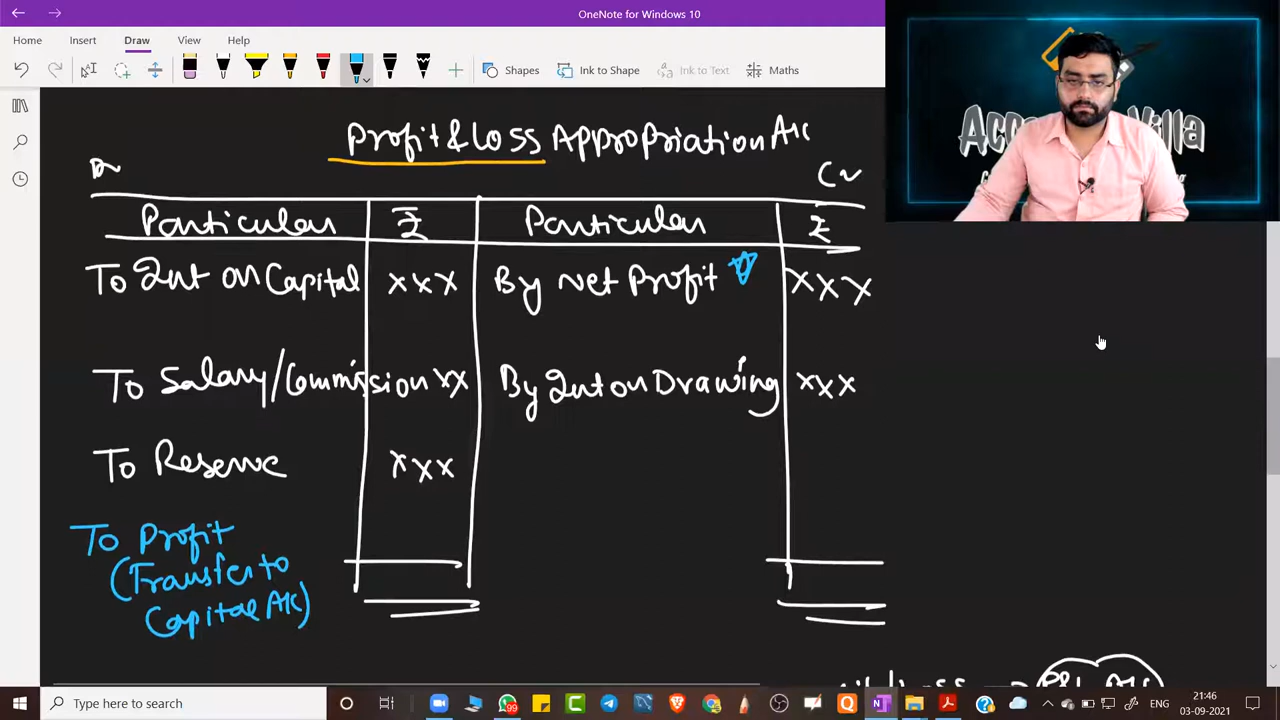 OneNote for Windows 10
Home Insert Draw View Help
Shapes Ink to Shape Ink to Text Maths
Profit & Loss Appropriation A/c
Dr Cr
Particular ₹ Particular ₹
To Int on Capital xxx By Net Profit xxx
To Salary/Commission xx By Int on Drawing xxx
To Reserve xxx
To Profit
(Transfer to
Capital A/c)
P&L A/c
Type here to search
99
ENG
21:46
03-09-2021